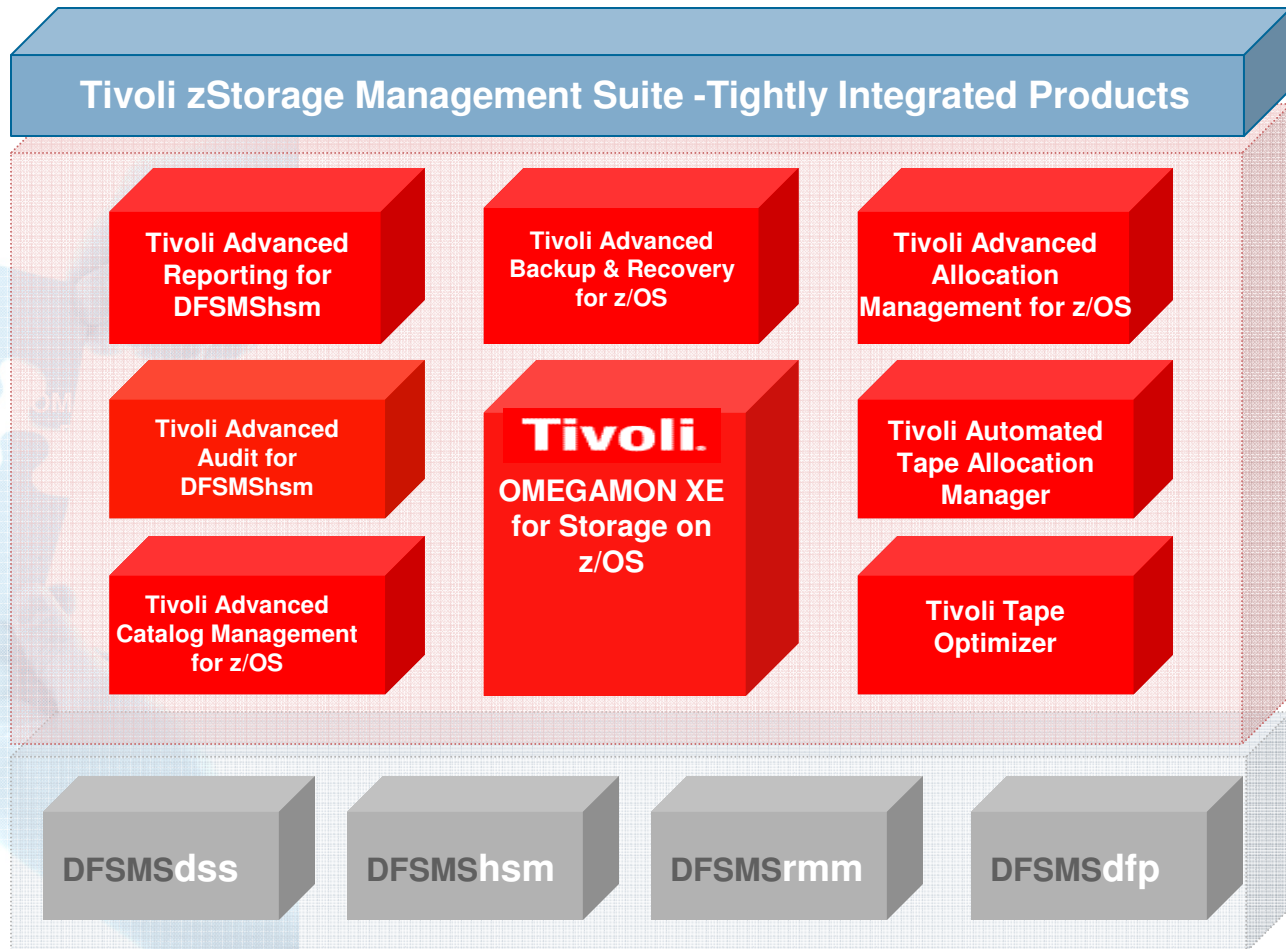 Tivoli zStorage Management Suite -Tightly Integrated Products
Tivoli Advanced
Reporting for
DFSMShsm
Tivoli Advanced
Backup & Recovery
for z/OS
Tivoli Advanced
Allocation
Management for z/OS
Tivoli Advanced
Audit for
DFSMShsm
Tivoli.
OMEGAMON XE
for Storage on
z/OS
Tivoli Automated
Tape Allocation
Manager
Tivoli Advanced
Catalog Management
for z/OS
Tivoli Tape
Optimizer
DFSMSdss
DFSMShsm
DFSMSrmm
DFSMSdfp